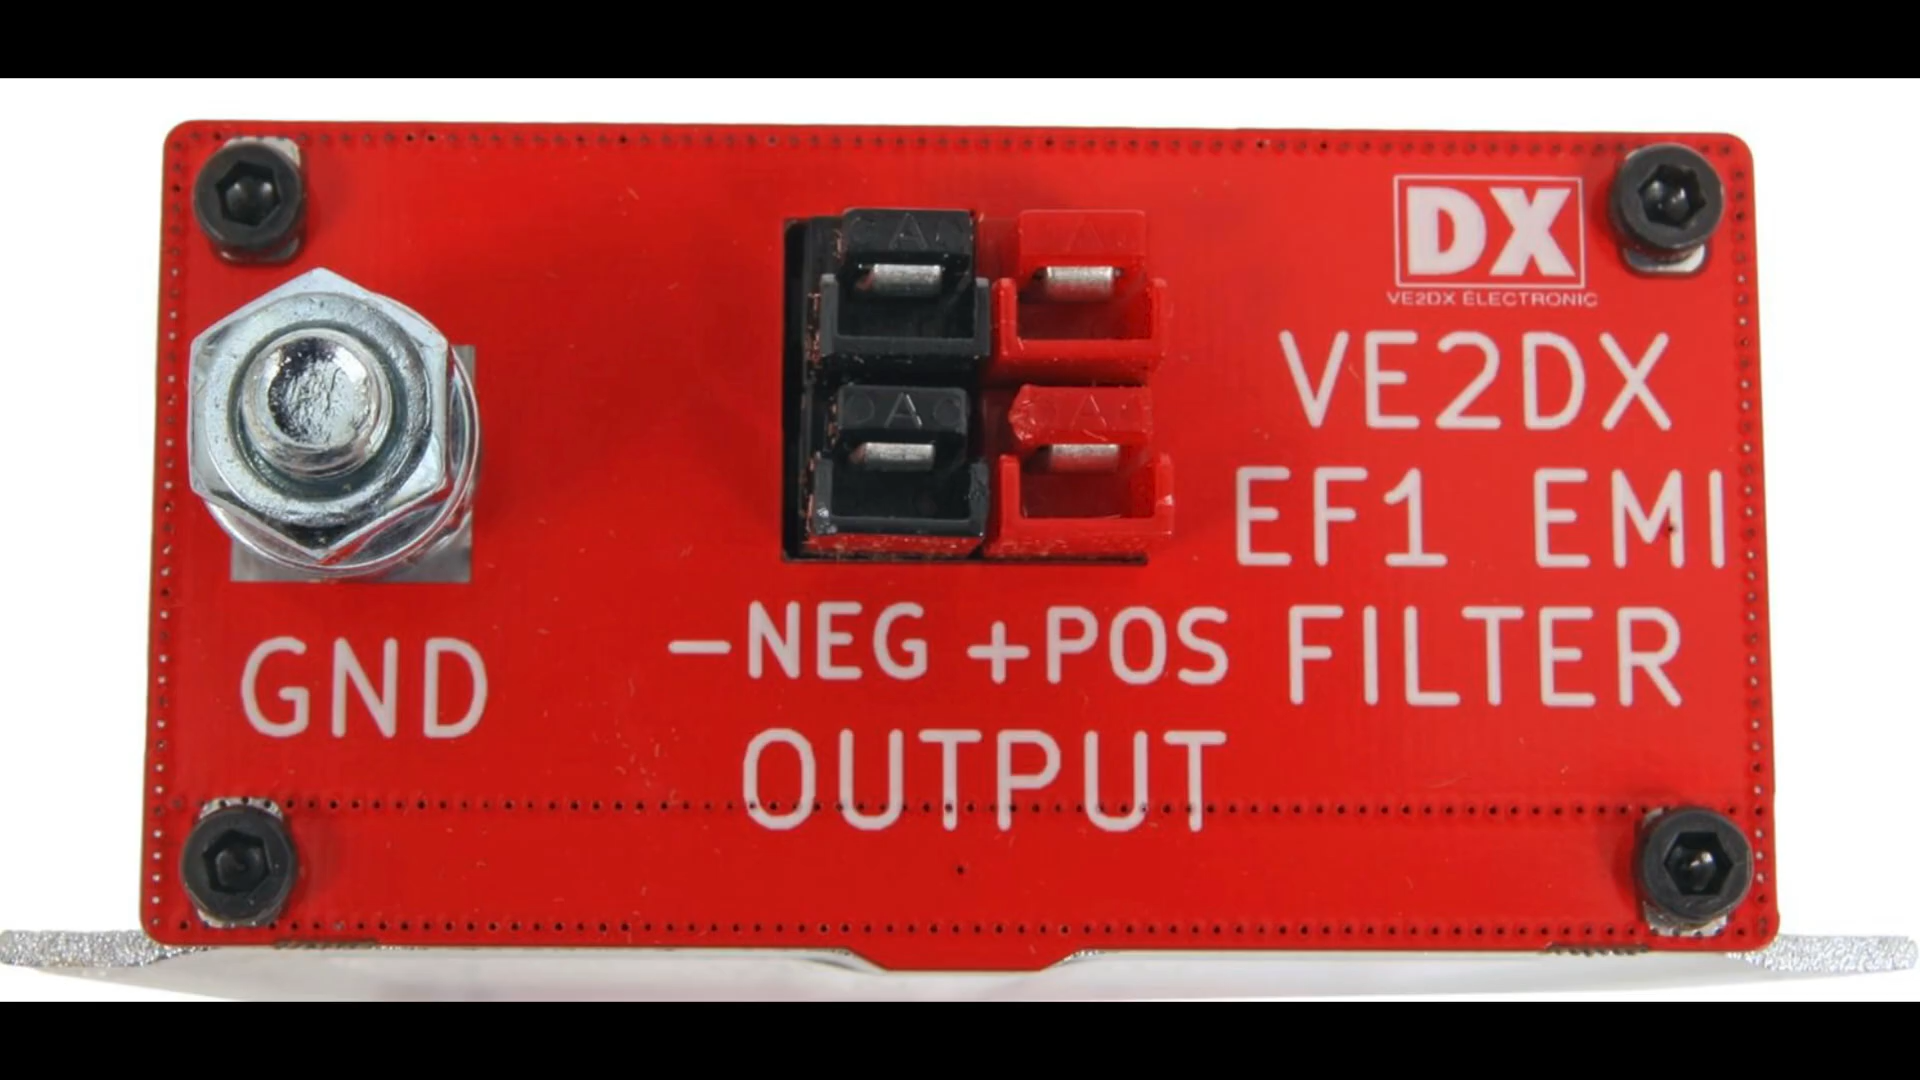 DX
VE2DX ÉLECTRONIC
VE2DX
EF1 EMI
FILTER
A
A
A
A
GND
-NEG +POS
OUTPUT